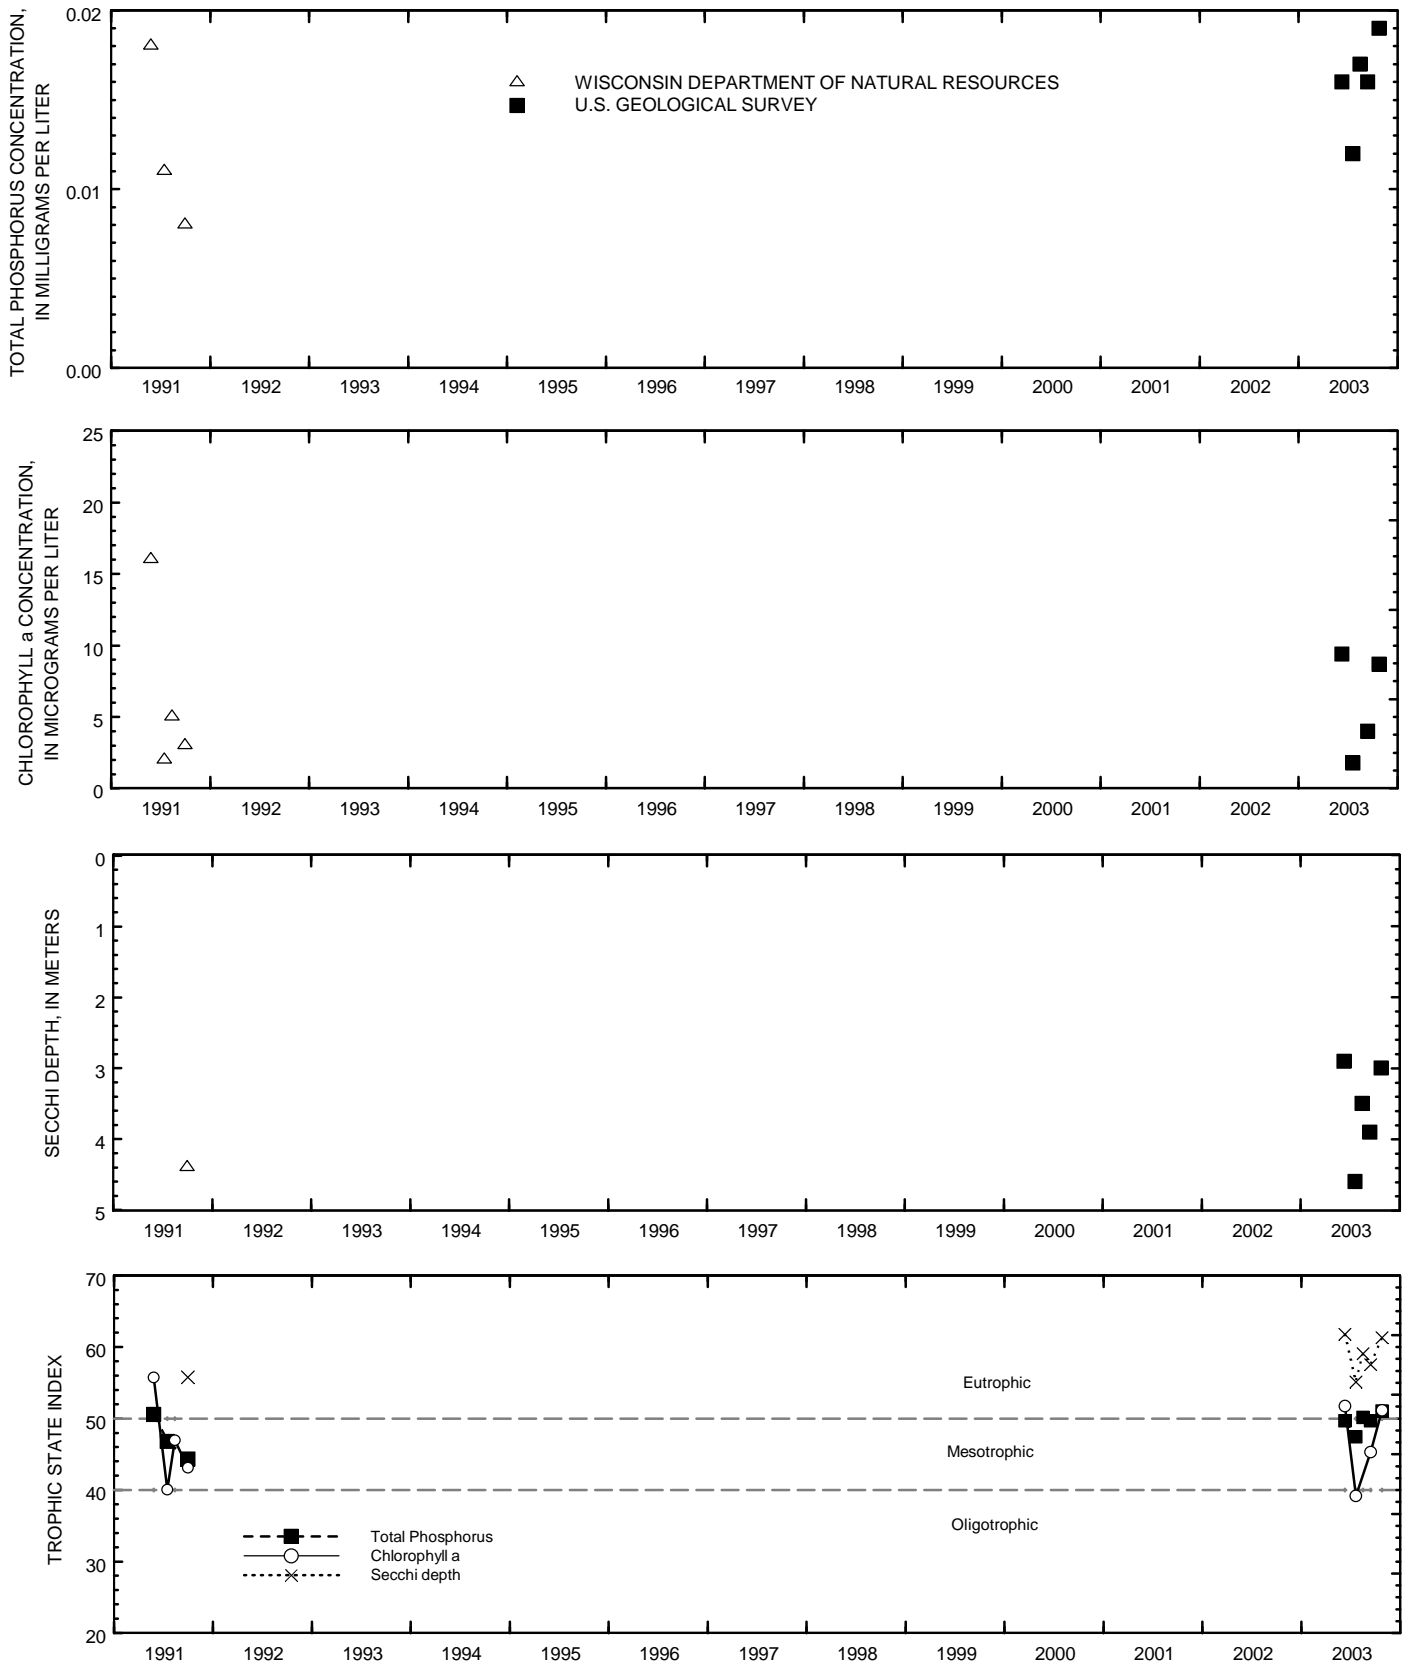 TOTAL PHOSPHORUS CONCENTRATION,
IN MILLIGRAMS PER LITER
0.02
0.01
0.00
WISCONSIN DEPARTMENT OF NATURAL RESOURCES
U.S. GEOLOGICAL SURVEY
1991 1992 1993 1994 1995 1996 1997 1998 1999 2000 2001 2002 2003
CHLOROPHYLL a CONCENTRATION,
IN MICROGRAMS PER LITER
25
20
15
10
5
0
1991 1992 1993 1994 1995 1996 1997 1998 1999 2000 2001 2002 2003
SECCHI DEPTH, IN METERS
0
1
2
3
4
5
1991 1992 1993 1994 1995 1996 1997 1998 1999 2000 2001 2002 2003
TROPHIC STATE INDEX
70
60
50
40
30
20
Eutrophic
Mesotrophic
Oligotrophic
Total Phosphorus
Chlorophyll a
Secchi depth
1991 1992 1993 1994 1995 1996 1997 1998 1999 2000 2001 2002 2003